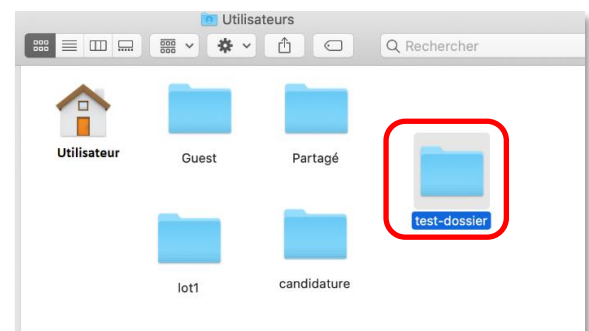 Utilisateurs
Rechercher
Utilisateur
Guest
Partagé
test-dossier
lot1
candidature